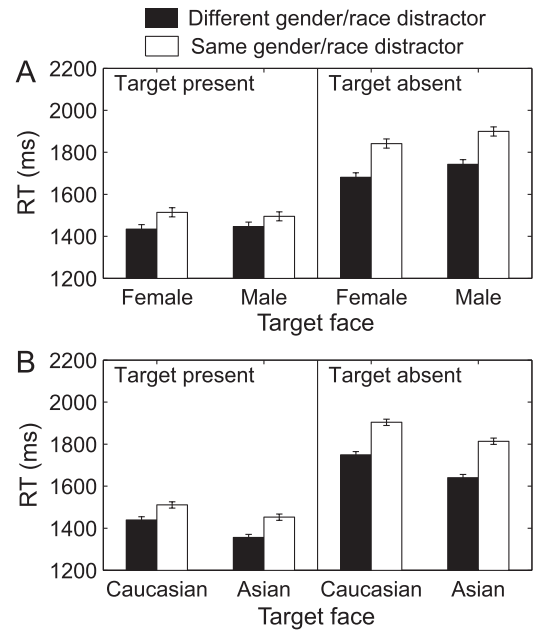 Different gender/race distractor
Same gender/race distractor
A
2200
2000
1800
1600
1400
1200
RT (ms)
Target present
Target absent
Female Male Female Male
Target face
B
2200
2000
1800
1600
1400
1200
RT (ms)
Target present
Target absent
Caucasian Asian Caucasian Asian
Target face